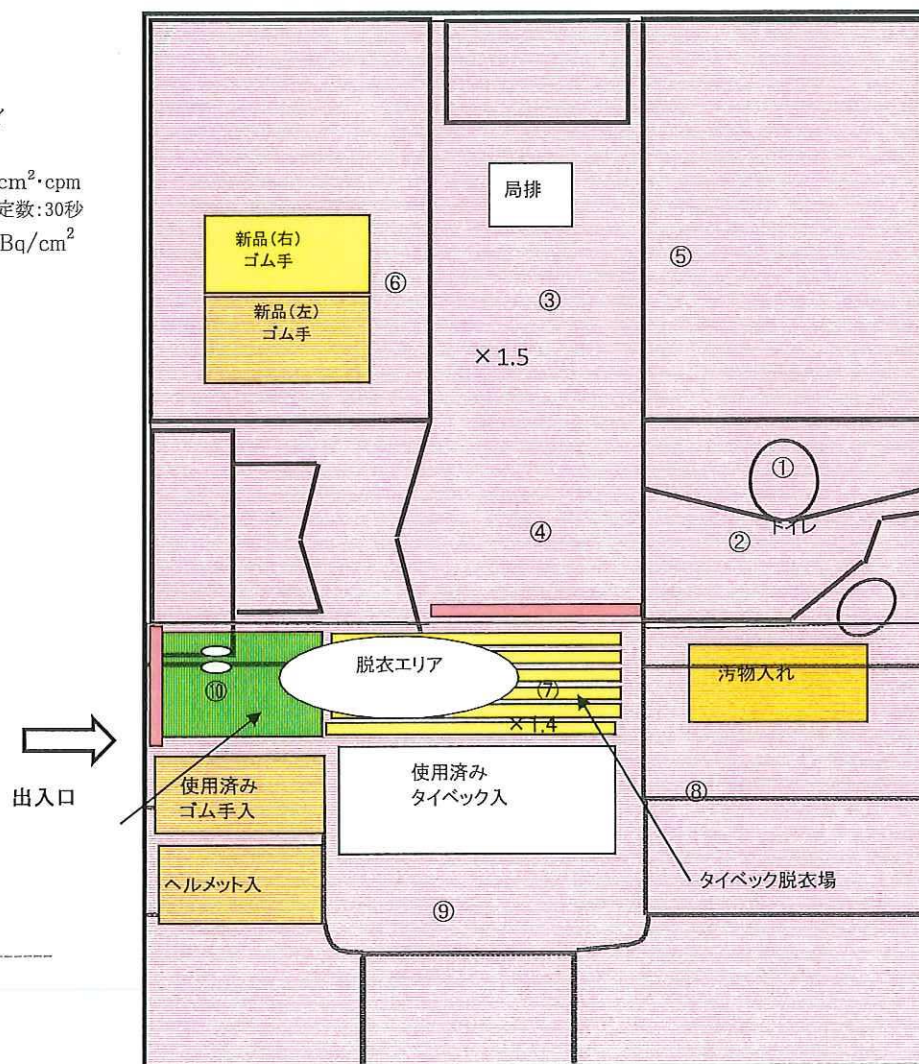 cm²・cpm
定数:30秒
Bq/cm²
局排
新品(右)
ゴム手
新品(左)
ゴム手
⑥
③
⑤
×1.5
①
トイレ
②
④
脱衣エリア
⑦
×1.4
⑩
汚物入れ
出入口
使用済み
ゴム手入
使用済み
タイベック入
⑧
ヘルメット入
タイベック脱衣場
⑨